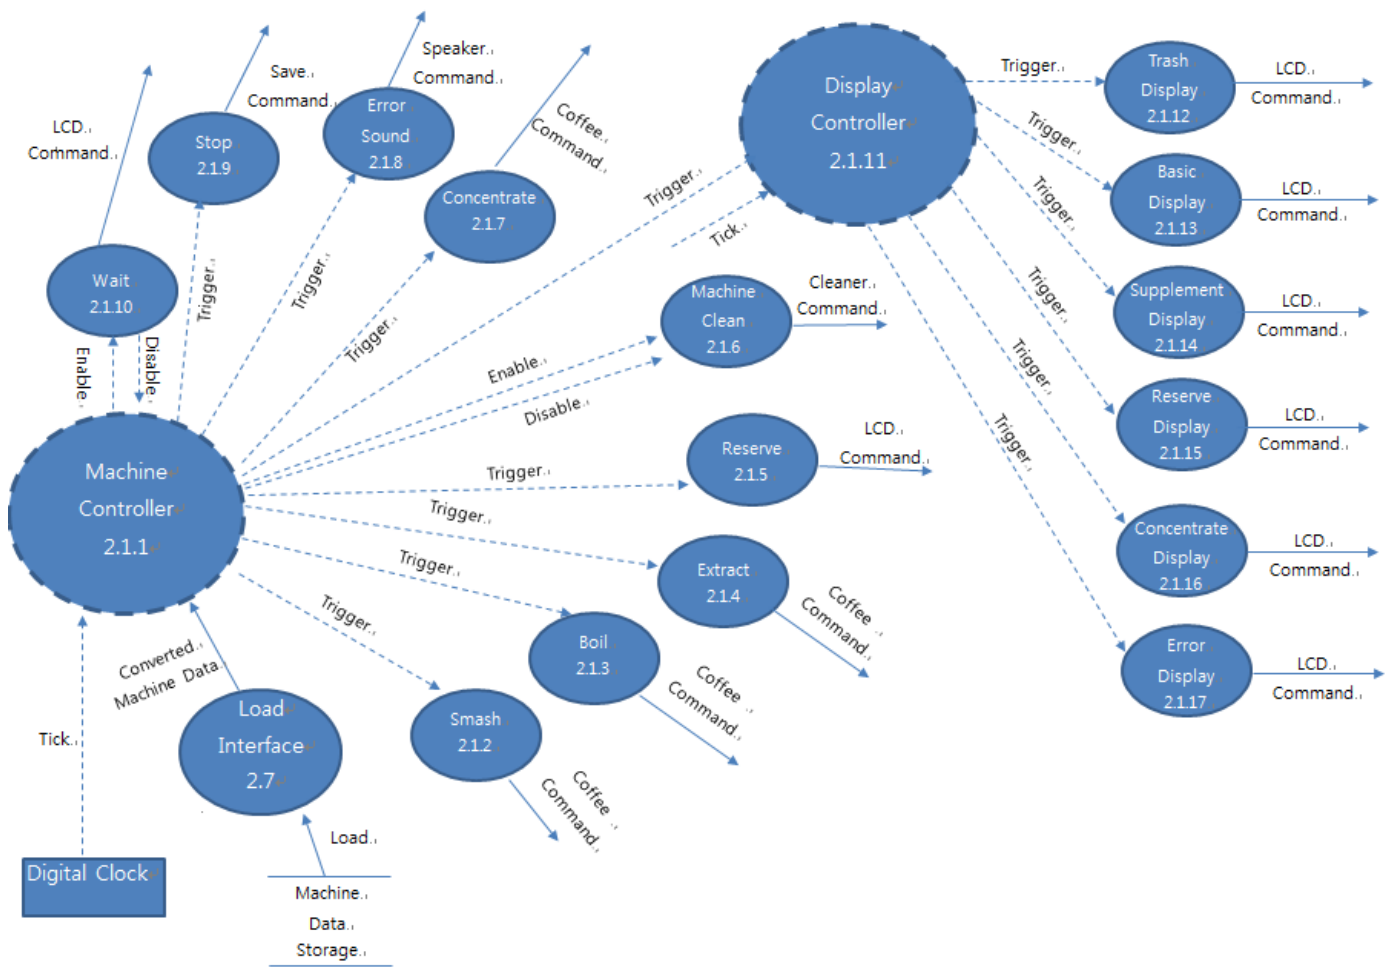 LCD.
Command.
Save.
Command.
Speaker.
Command.
Coffee.
Command.
Stop
2.1.9
Error
Sound
2.1.8
Concentrate
2.1.7
Wait
2.1.10
Enable.
Disable.
Trigger.
Trigger.
Trigger.
Trigger.
Tick.
Display
Controller
2.1.11
Machine
Clean
2.1.6
Cleaner.
Command.
Enable.
Disable.
Machine
Controller
2.1.1
Trigger.
Reserve
2.1.5
LCD.
Command.
Trigger.
Extract
2.1.4
Coffee
Command.
Trigger.
Boil
2.1.3
Coffee
Command.
Trigger.
Smash
2.1.2
Coffee
Command.
Converted.
Machine Data.
Load
Interface
2.7
Tick.
Load.
Digital Clock
Machine.
Data.
Storage.
Trigger.
Trash
Display
2.1.12
LCD.
Command.
Trigger.
Basic
Display
2.1.13
LCD.
Command.
Trigger.
Supplement
Display
2.1.14
LCD.
Command.
Trigger.
Reserve
Display
2.1.15
LCD.
Command.
Trigger.
Concentrate
Display
2.1.16
LCD.
Command.
Trigger.
Error
Display
2.1.17
LCD.
Command.